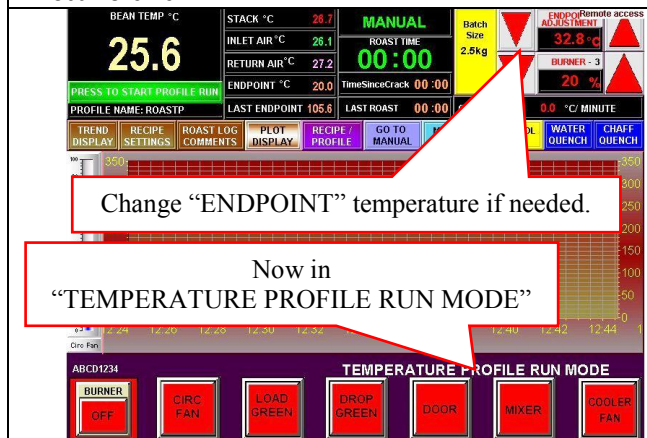 BEAN TEMP °C
25.6
PRESS TO START PROFILE RUN
PROFILE NAME: ROASTP
STACK °C 26.7
INLET AIR °C 26.1
RETURN AIR °C 27.2
ENDPOINT °C 20.0
LAST ENDPOINT 105.6
MANUAL
ROAST TIME
00:00
TimeSinceCrack 00:00
LAST ROAST 00:00
Batch
Size
2.5kg
Remote access
ADJUSTMENT
32.8 °C
BURNER - 3
20 %
0.0 °C/ MINUTE
TREND DISPLAY
RECIPE SETTINGS
ROAST LOG COMMENTS
PLOT DISPLAY
RECIPE / PROFILE
GO TO MANUAL
WATER QUENCH
CHAFF QUENCH
100
350
350
300
250
Change “ENDPOINT” temperature if needed.
200
150
Now in
“TEMPERATURE PROFILE RUN MODE”
100
50
0
12:24 12:26 12:28 12:30 12:32 12:40 12:42 12:44
Circ Fan
ABCD1234
TEMPERATURE PROFILE RUN MODE
BURNER
OFF
CIRC FAN
LOAD GREEN
DROP GREEN
DOOR
MIXER
COOLER FAN